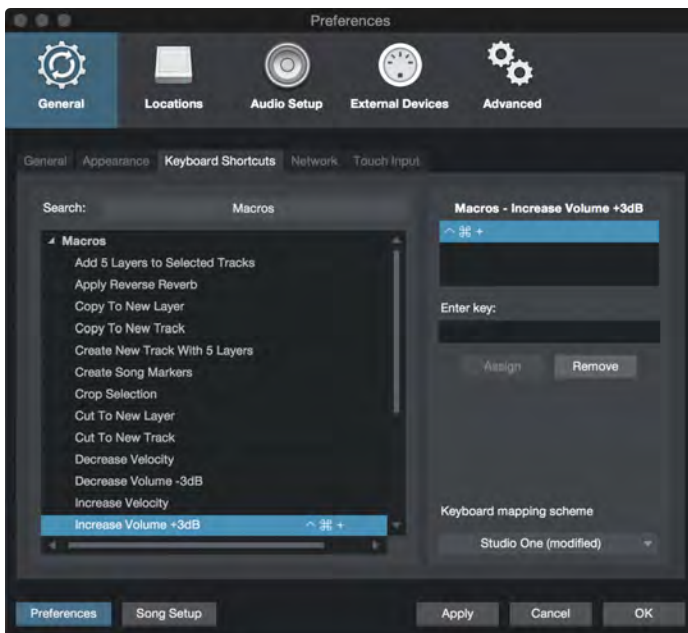 Preferences
General Locations Audio Setup External Devices Advanced
General Appearance Keyboard Shortcuts Network Touch Input
Search: Macros
Macros
Add 5 Layers to Selected Tracks
Apply Reverse Reverb
Copy To New Layer
Copy To New Track
Create New Track With 5 Layers
Create Song Markers
Crop Selection
Cut To New Layer
Cut To New Track
Decrease Velocity
Decrease Volume -3dB
Increase Velocity
Increase Volume +3dB ^ ⌘ +
Macros - Increase Volume +3dB
^ ⌘ +
Enter key:
Assign Remove
Keyboard mapping scheme
Studio One (modified)
Preferences Song Setup Apply Cancel OK